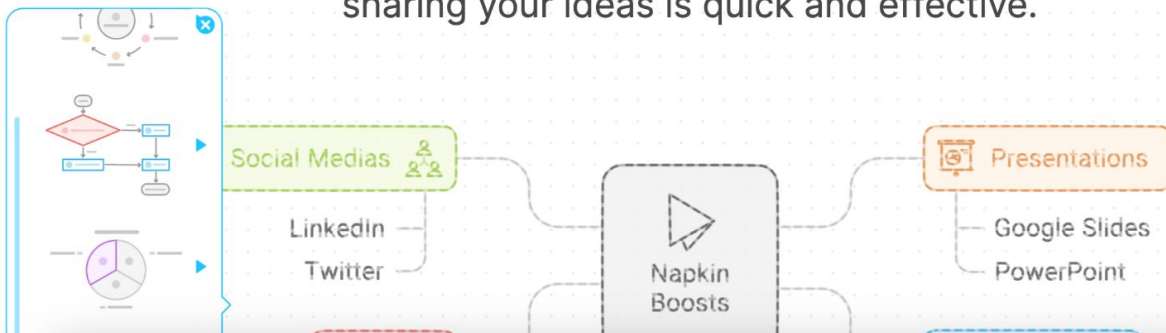 sharing your ideas is quick and effective.
Social Medias
LinkedIn
Twitter
Napkin
Boosts
Presentations
Google Slides
PowerPoint